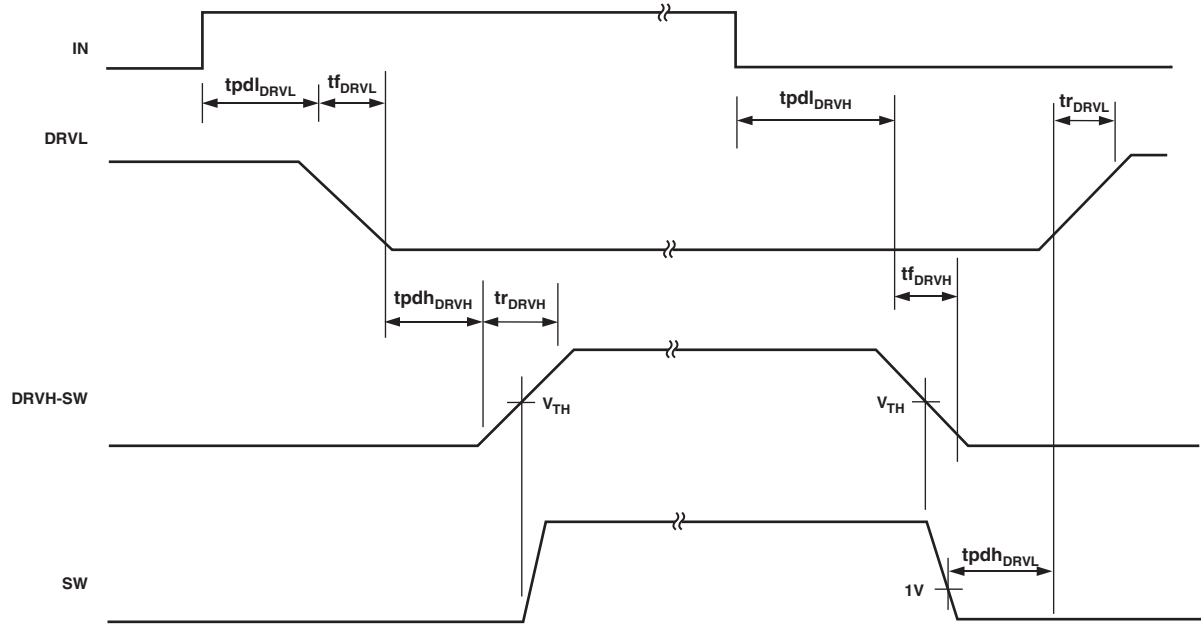 IN
tpdlDRVL
tfDRVL
tpdlDRVH
trDRVL
DRVL
tfDRVH
tpdhDRVH
trDRVH
DRVH-SW
VTH
VTH
tpdhDRVL
SW
1V